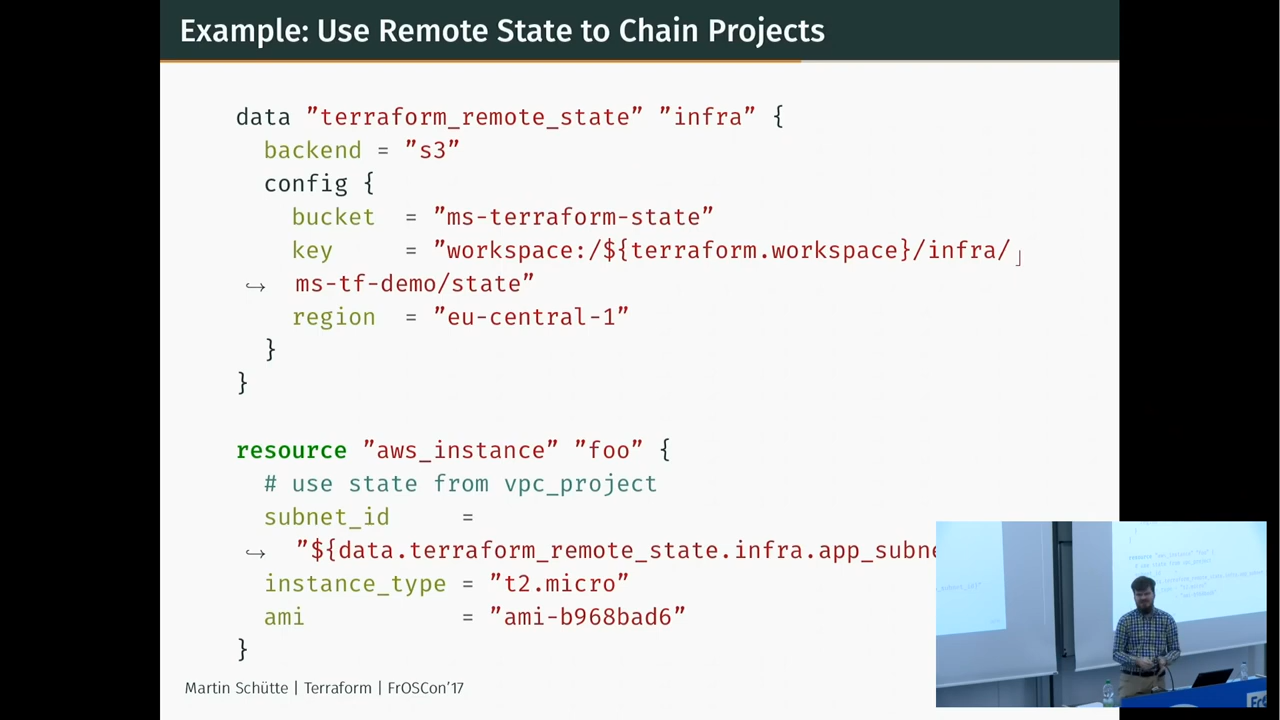 Example: Use Remote State to Chain Projects
data ”terraform_remote_state” ”infra” {
backend = ”s3”
config {
bucket = ”ms-terraform-state”
key = ”workspace:/${terraform.workspace}/infra/⌟
↪ ms-tf-demo/state”
region = ”eu-central-1”
}
}
resource ”aws_instance” ”foo” {
# use state from vpc_project
subnet_id =
↪ ”${data.terraform_remote_state.infra.app_subne
instance_type = ”t2.micro”
ami = ”ami-b968bad6”
}
Martin Schütte | Terraform | FrOSCon’17